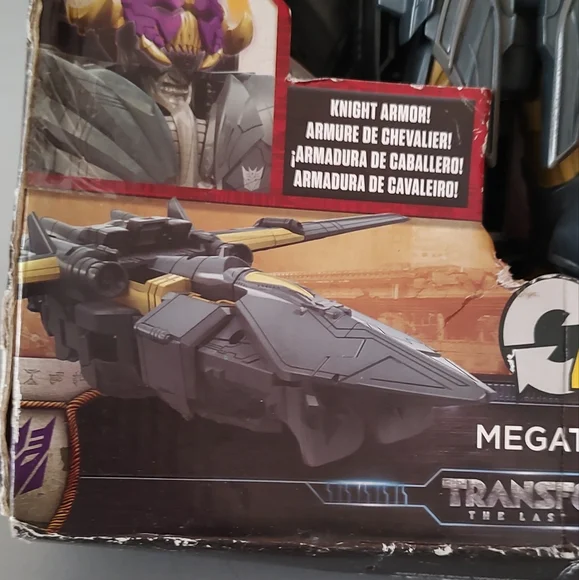 KNIGHT ARMOR!
ARMURE DE CHEVALIER!
¡ARMADURA DE CABALLERO!
ARMADURA DE CAVALEIRO!
MEGAT
TRANSFO
THE LAS